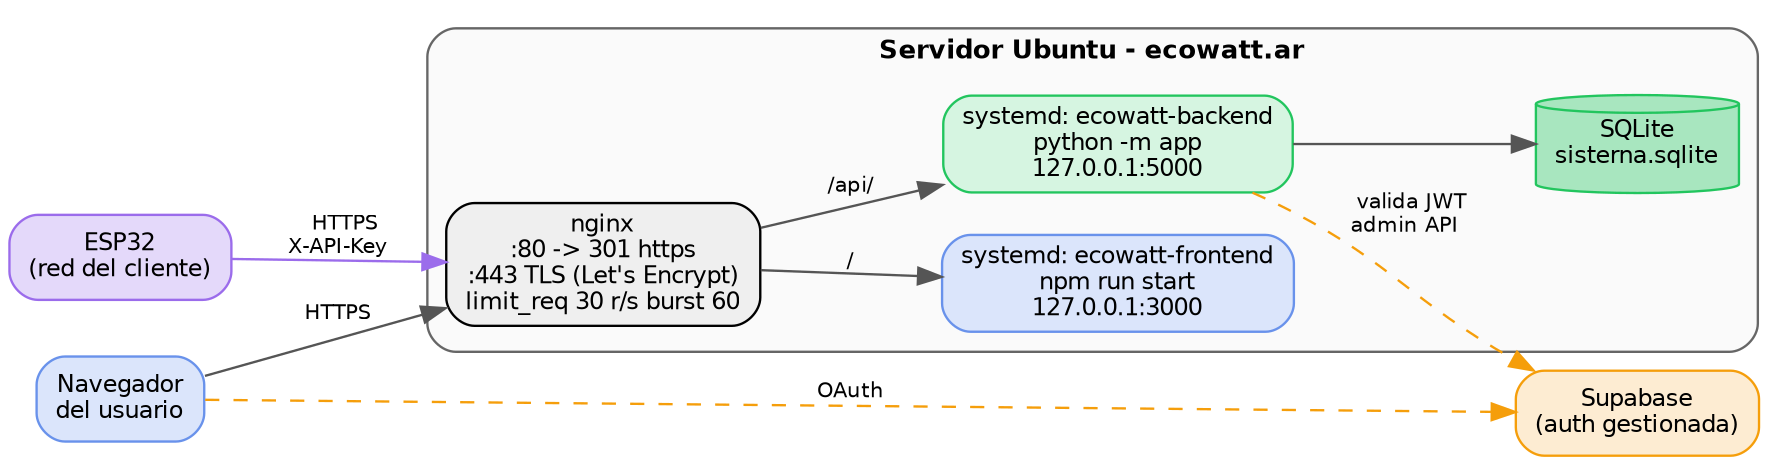 Servidor Ubuntu - ecowatt.ar
ESP32
(red del cliente)
HTTPS
X-API-Key
Navegador
del usuario
HTTPS
nginx
:80 -> 301 https
:443 TLS (Let's Encrypt)
limit_req 30 r/s burst 60
/api/
/
systemd: ecowatt-backend
python -m app
127.0.0.1:5000
systemd: ecowatt-frontend
npm run start
127.0.0.1:3000
SQLite
sisterna.sqlite
valida JWT
admin API
OAuth
Supabase
(auth gestionada)